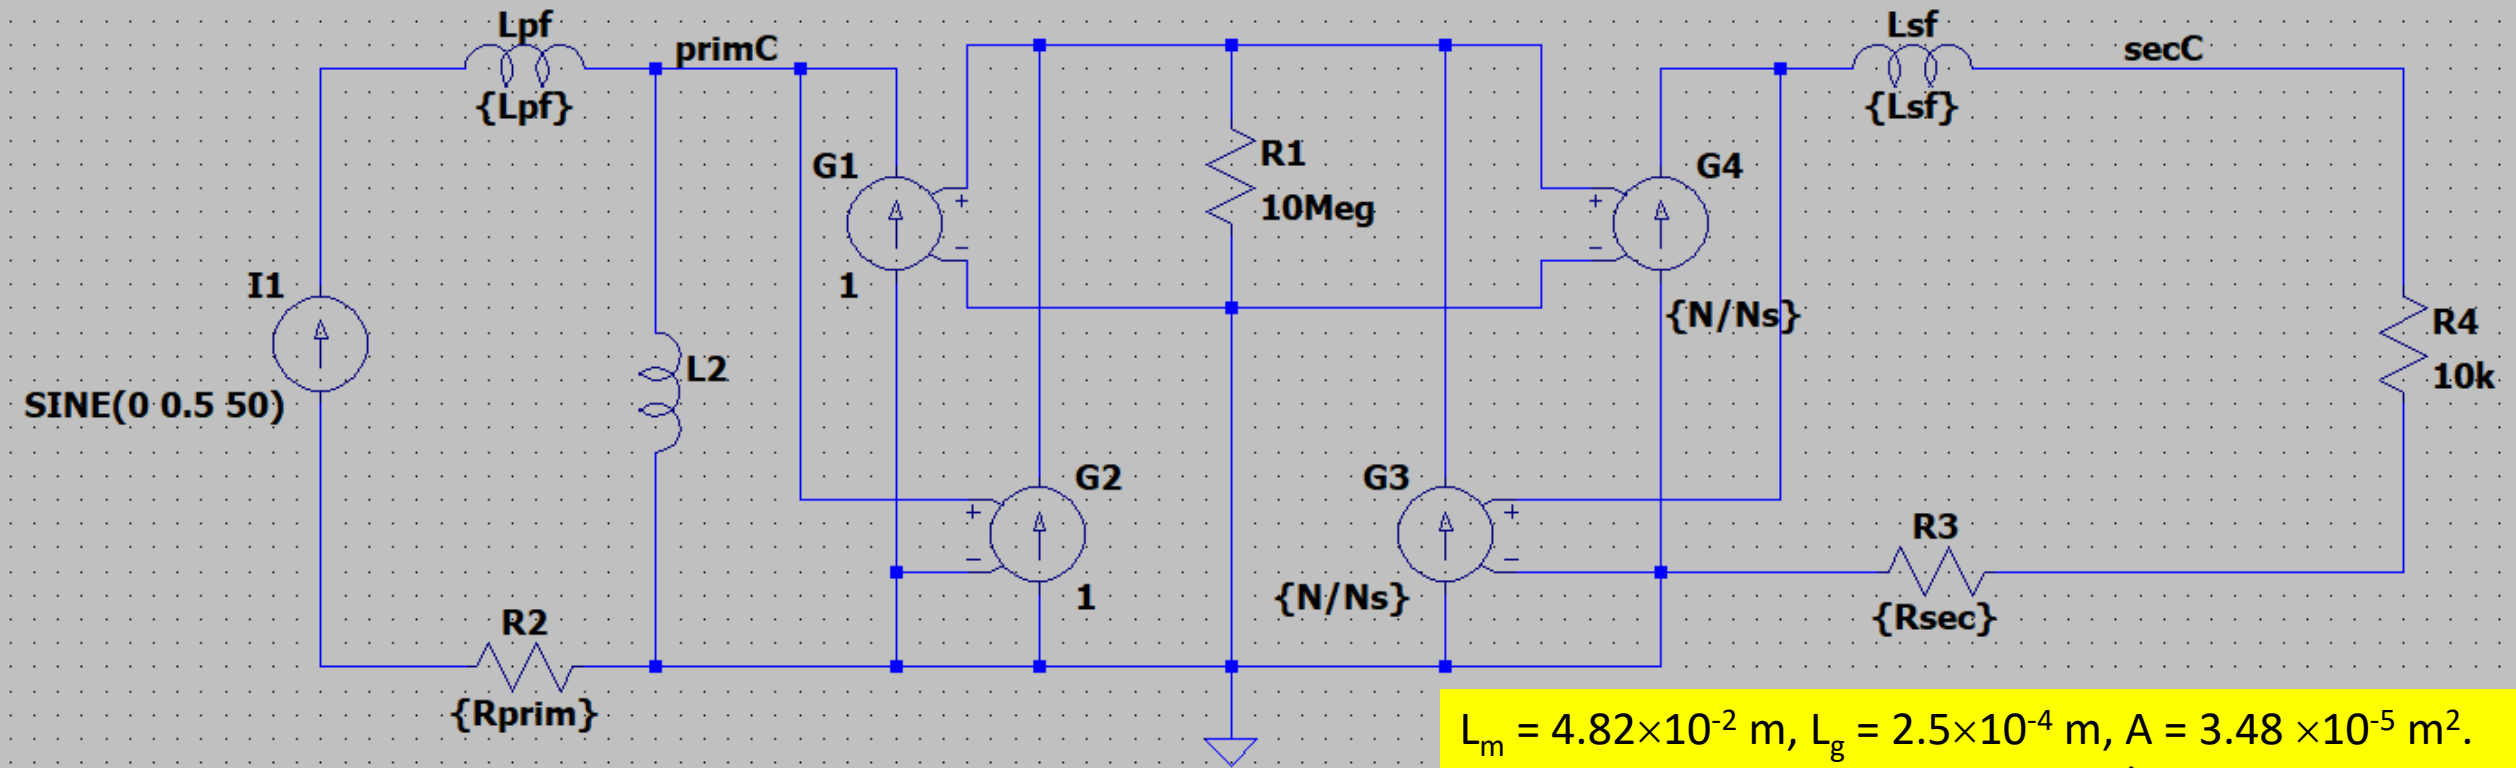 Lpf
{Lpf}
primC
Lsf
{Lsf}
secC
G1
+
−
1
R1
10Meg
G4
+
−
{N/Ns}
I1
SINE(0 0.5 50)
L2
R4
10k
G2
+
−
1
G3
+
−
{N/Ns}
R3
{Rsec}
R2
{Rprim}
Lm = 4.82×10-2 m, Lg = 2.5×10-4 m, A = 3.48 ×10-5 m2.